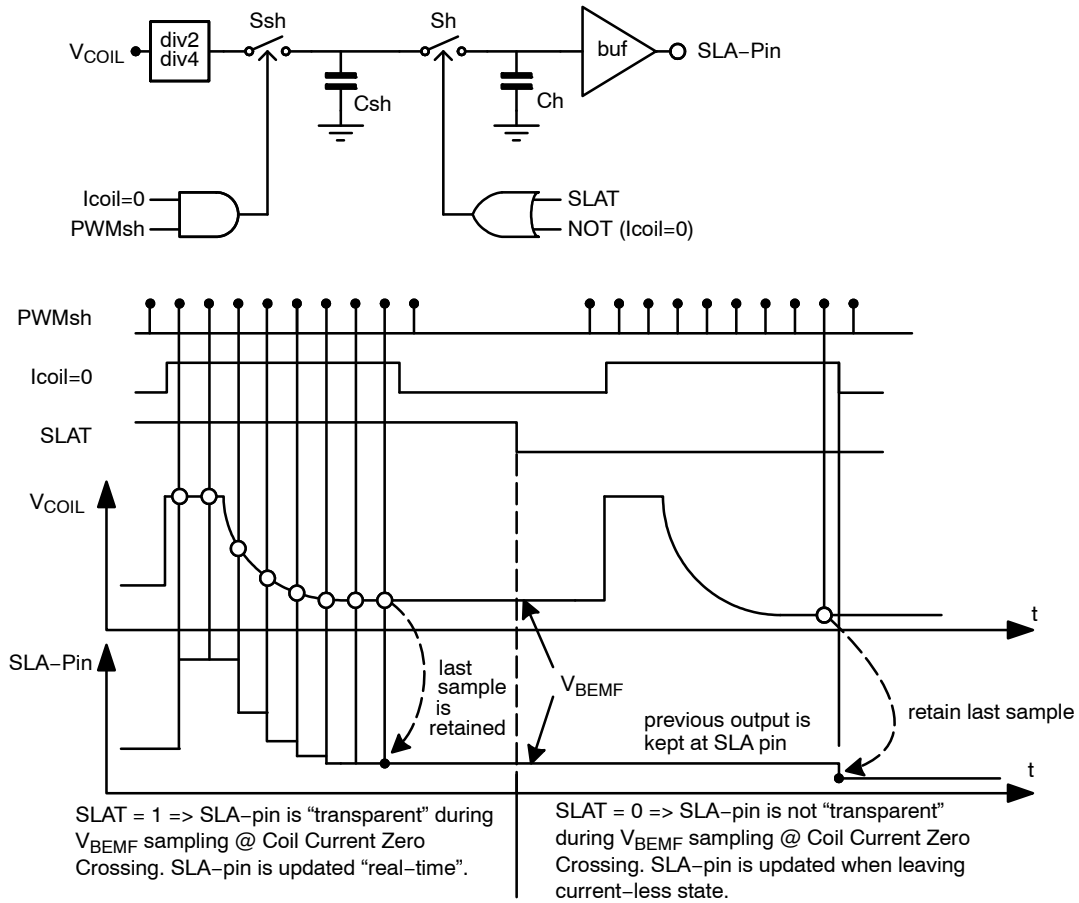 Ssh
Sh
div2
div4
VCOIL
buf
SLA−Pin
Csh
Ch
Icoil=0
PWMsh
SLAT
NOT (Icoil=0)
PWMsh
Icoil=0
SLAT
VCOIL
t
SLA−Pin
last
sample
is
retained
VBEMF
previous output is
kept at SLA pin
retain last sample
t
SLAT = 1 => SLA−pin is “transparent” during
VBEMF sampling @ Coil Current Zero
Crossing. SLA−pin is updated “real−time”.
SLAT = 0 => SLA−pin is not “transparent”
during VBEMF sampling @ Coil Current Zero
Crossing. SLA−pin is updated when leaving
current−less state.